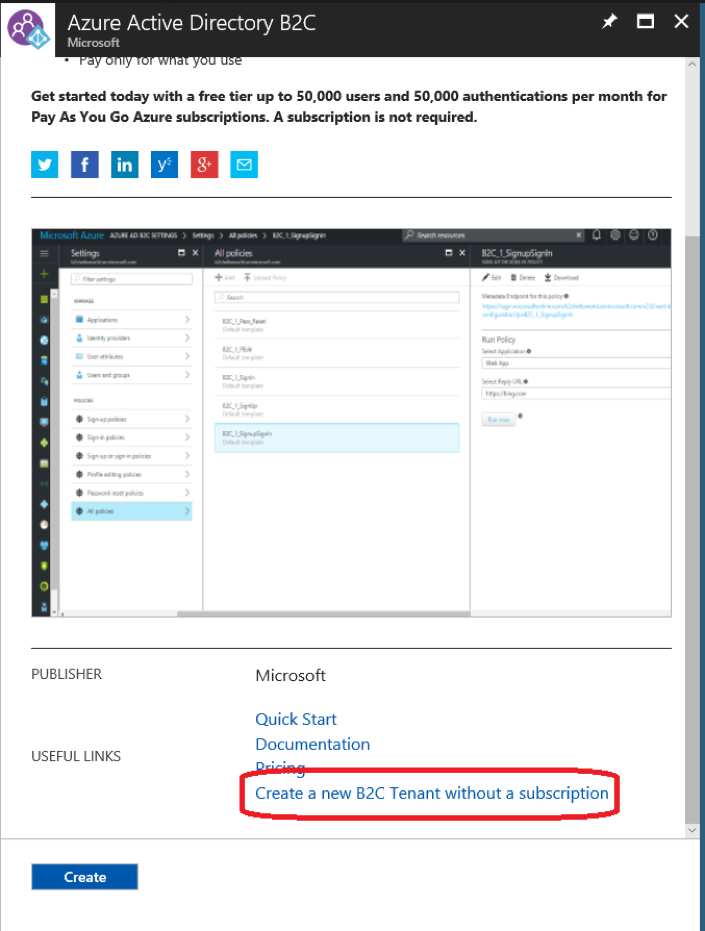 Azure Active Directory B2C
Microsoft
• Pay only for what you use
Get started today with a free tier up to 50,000 users and 50,000 authentications per month for
Pay As You Go Azure subscriptions. A subscription is not required.
Microsoft Azure AZURE AD B2C SETTINGS > Settings > All policies > B2C_1_SignupSignIn
Search resources
Settings
Filter settings
MANAGE
Applications
Identity providers
User attributes
Users and groups
POLICIES
Sign-up policies
Sign-in policies
Sign-up or sign-in policies
Profile editing policies
Password reset policies
All policies
All policies
Add Upload Policy
Search
B2C_1_Pass_Reset
Default template
B2C_1_PEdit
Default template
B2C_1_SignIn
Default template
B2C_1_SignUp
Default template
B2C_1_SignupSignIn
Default template
B2C_1_SignupSignIn
SIGN-UP OR SIGN-IN POLICY
Edit Delete Download
Metadata Endpoint for this policy
Run Policy
Select Application
Web App
Select Reply URL
https://bing.com
Run now
PUBLISHER
Microsoft
USEFUL LINKS
Quick Start
Documentation
Pricing
Create a new B2C Tenant without a subscription
Create